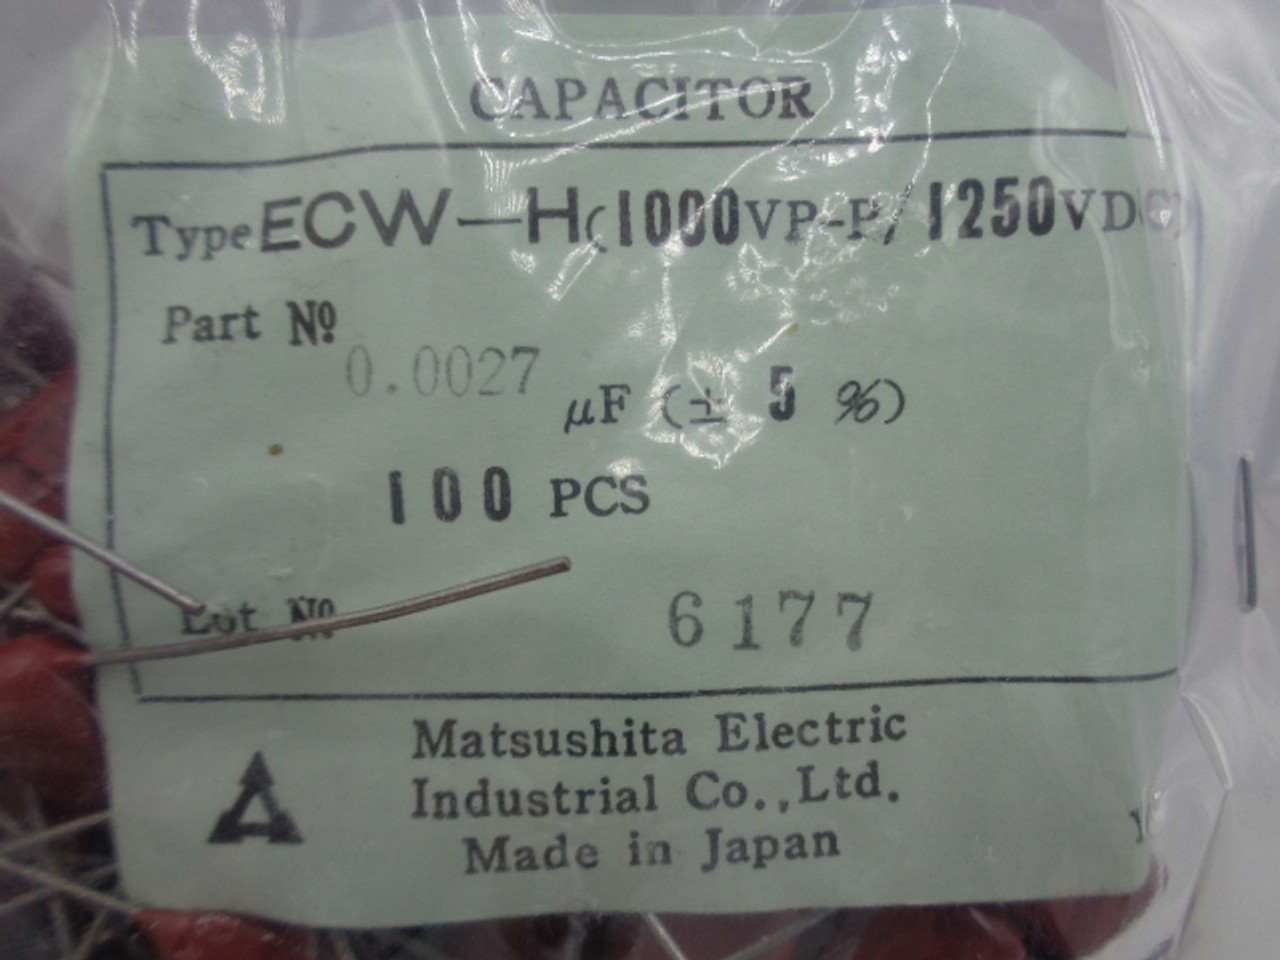 CAPACITOR
Type ECW-H(1000VP-P/1250VDC)
Part №
0.0027 μF (± 5 %)
100 PCS
Lot № 6177
Matsushita Electric
Industrial Co.,Ltd.
Made in Japan